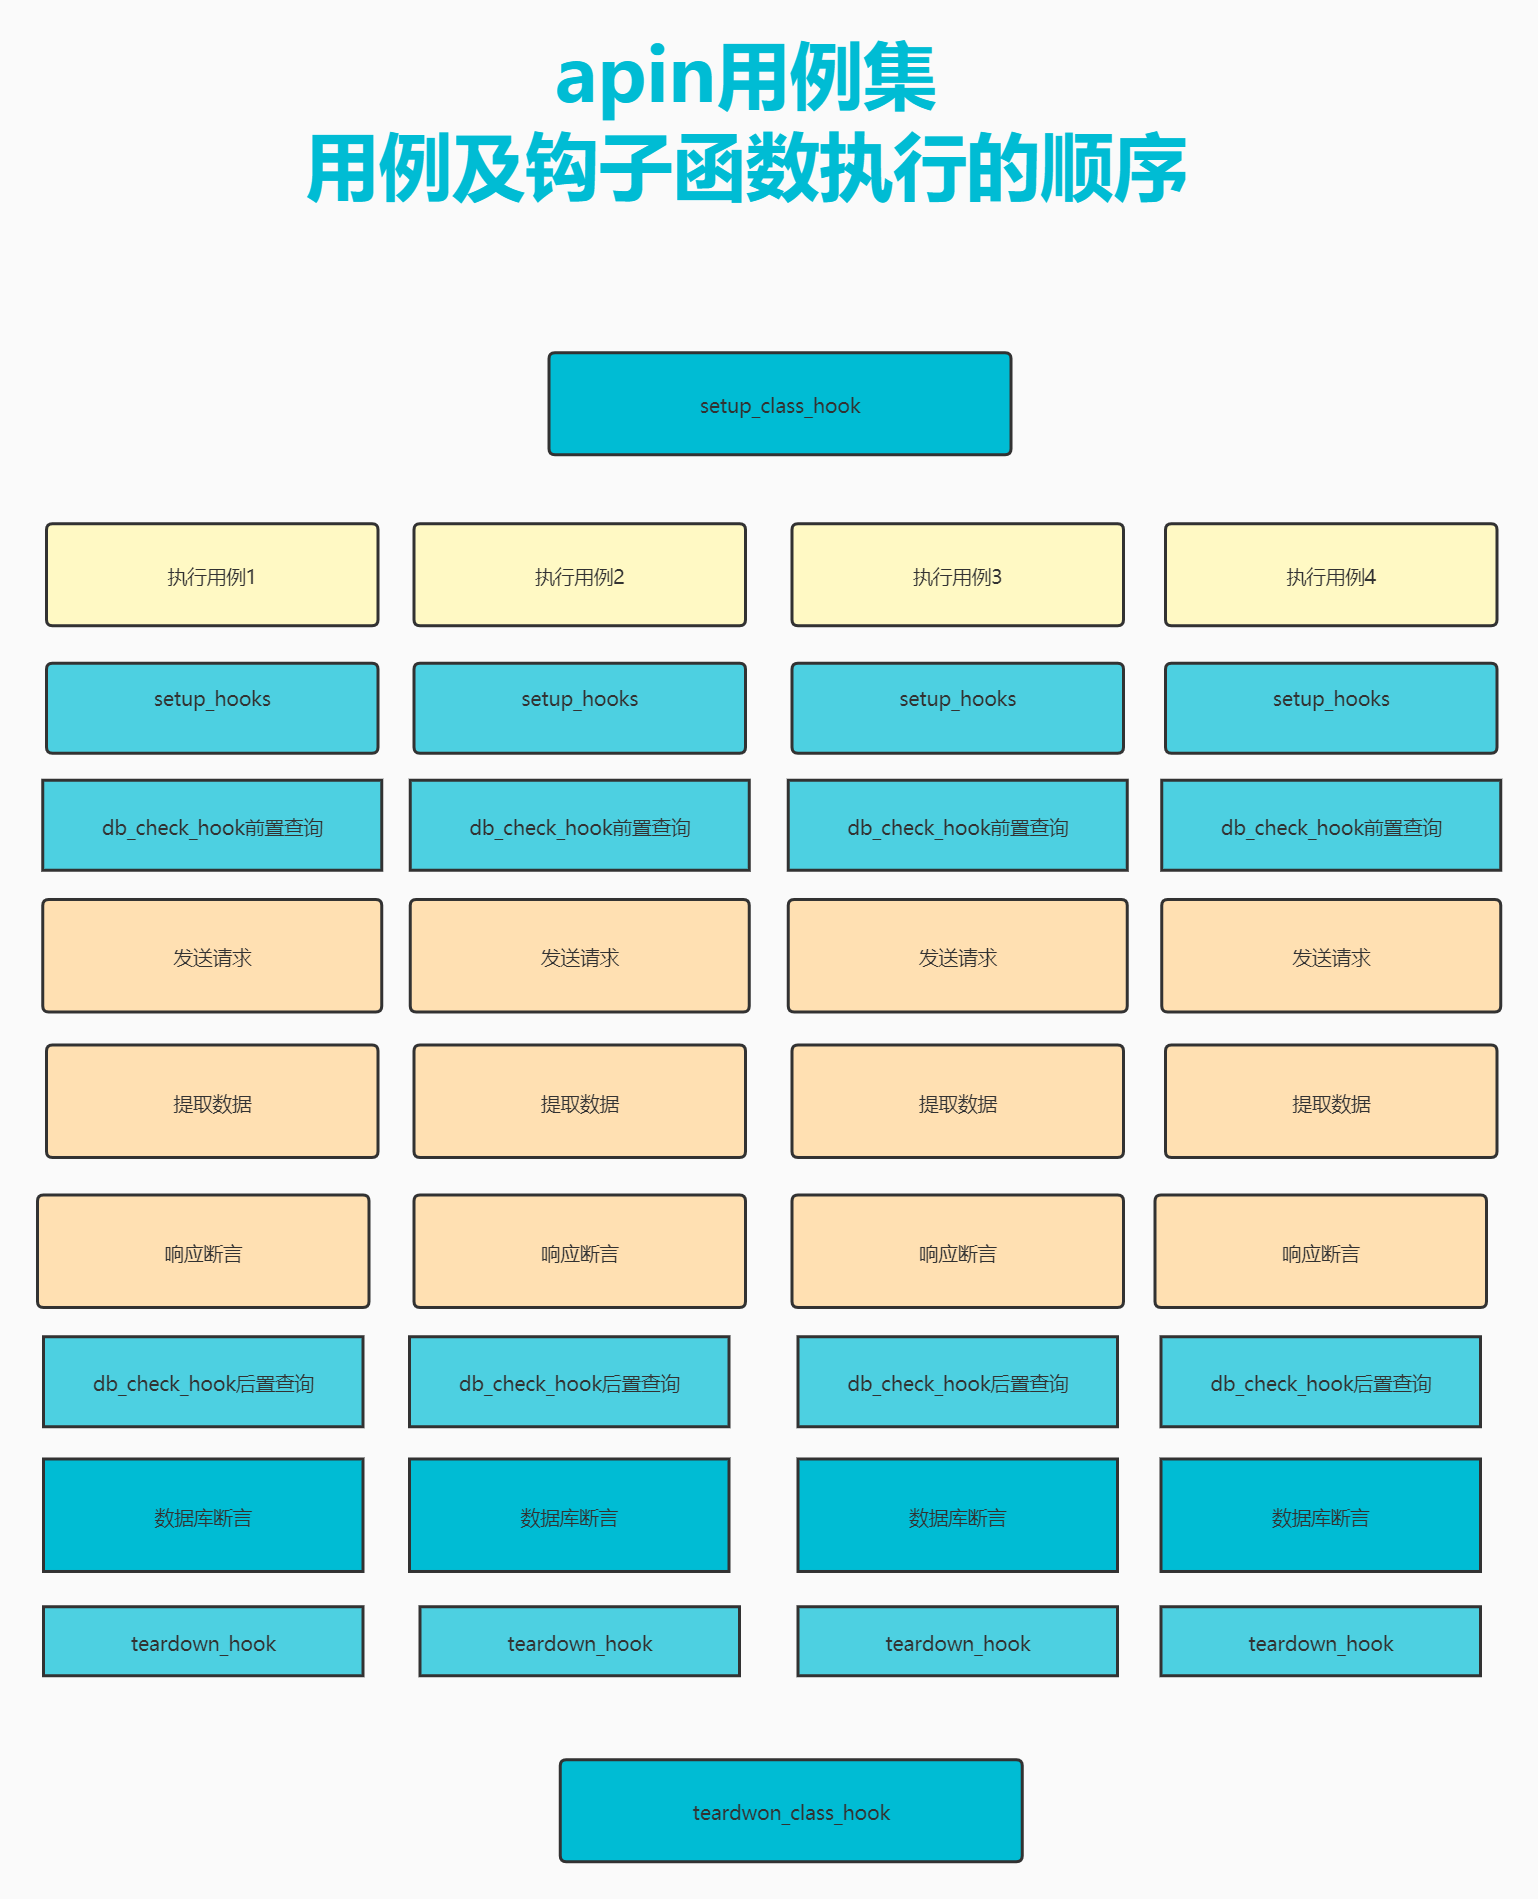 apin用例集
用例及钩子函数执行的顺序
setup_class_hook
执行用例1
执行用例2
执行用例3
执行用例4
setup_hooks
setup_hooks
setup_hooks
setup_hooks
db_check_hook前置查询
db_check_hook前置查询
db_check_hook前置查询
db_check_hook前置查询
发送请求
发送请求
发送请求
发送请求
提取数据
提取数据
提取数据
提取数据
响应断言
响应断言
响应断言
响应断言
db_check_hook后置查询
db_check_hook后置查询
db_check_hook后置查询
db_check_hook后置查询
数据库断言
数据库断言
数据库断言
数据库断言
teardown_hook
teardown_hook
teardown_hook
teardown_hook
teardwon_class_hook